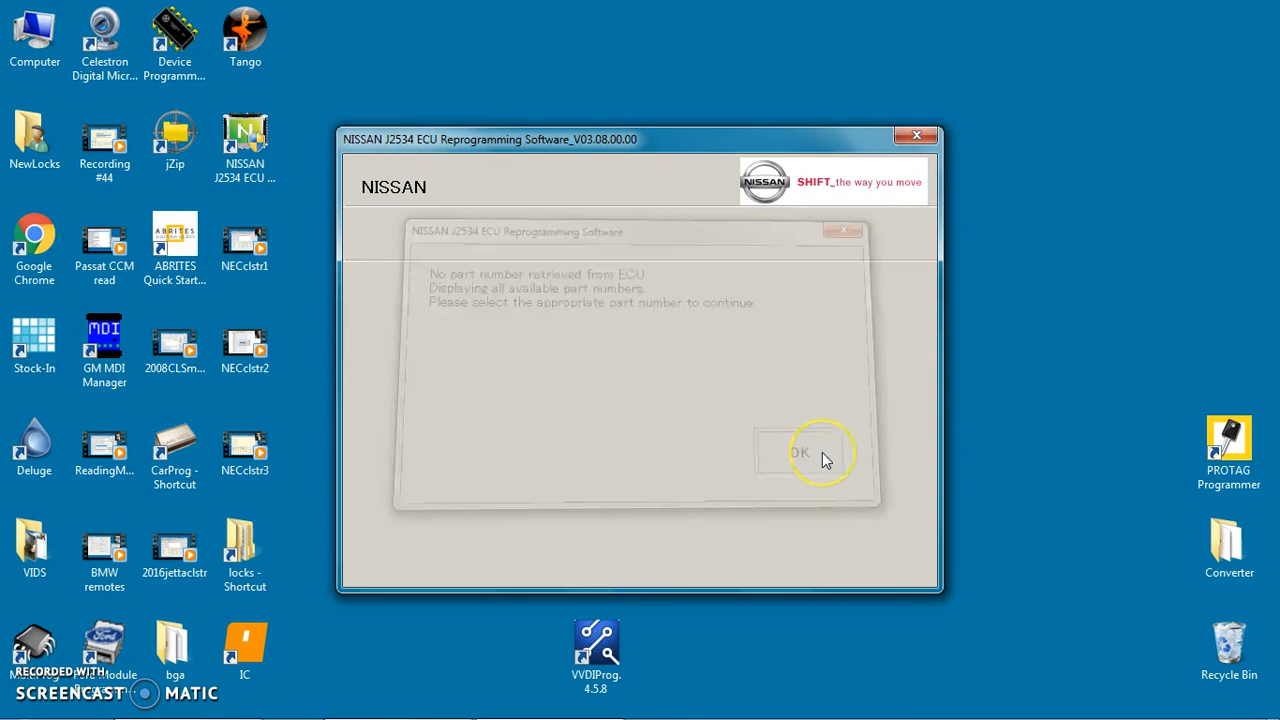 Computer
Celestron
Digital Micr...
Device
Programm...
Tango
NewLocks
Recording
#44
jZip
NISSAN
J2534 ECU ...
Google
Chrome
Passat CCM
read
ABRITES
ABRITES
Quick Start...
NECclstr1
Stock-In
MDI
GM MDI
Manager
2008CLSm...
NECclstr2
Deluge
ReadingM...
CarProg -
Shortcut
NECclstr3
VIDS
BMW
remotes
2016jettaclstr
locks -
Shortcut
bga
IC
RECORDED WITH
SCREENCAST MATIC
NISSAN J2534 ECU Reprogramming Software_V03.08.00.00
NISSAN
NISSAN
SHIFT_the way you move
NISSAN J2534 ECU Reprogramming Software
No part number retrieved from ECU.
Displaying all available part numbers.
Please select the appropriate part number to continue
OK
VVDIProg.
4.5.8
PROTAG
Programmer
Converter
Recycle Bin